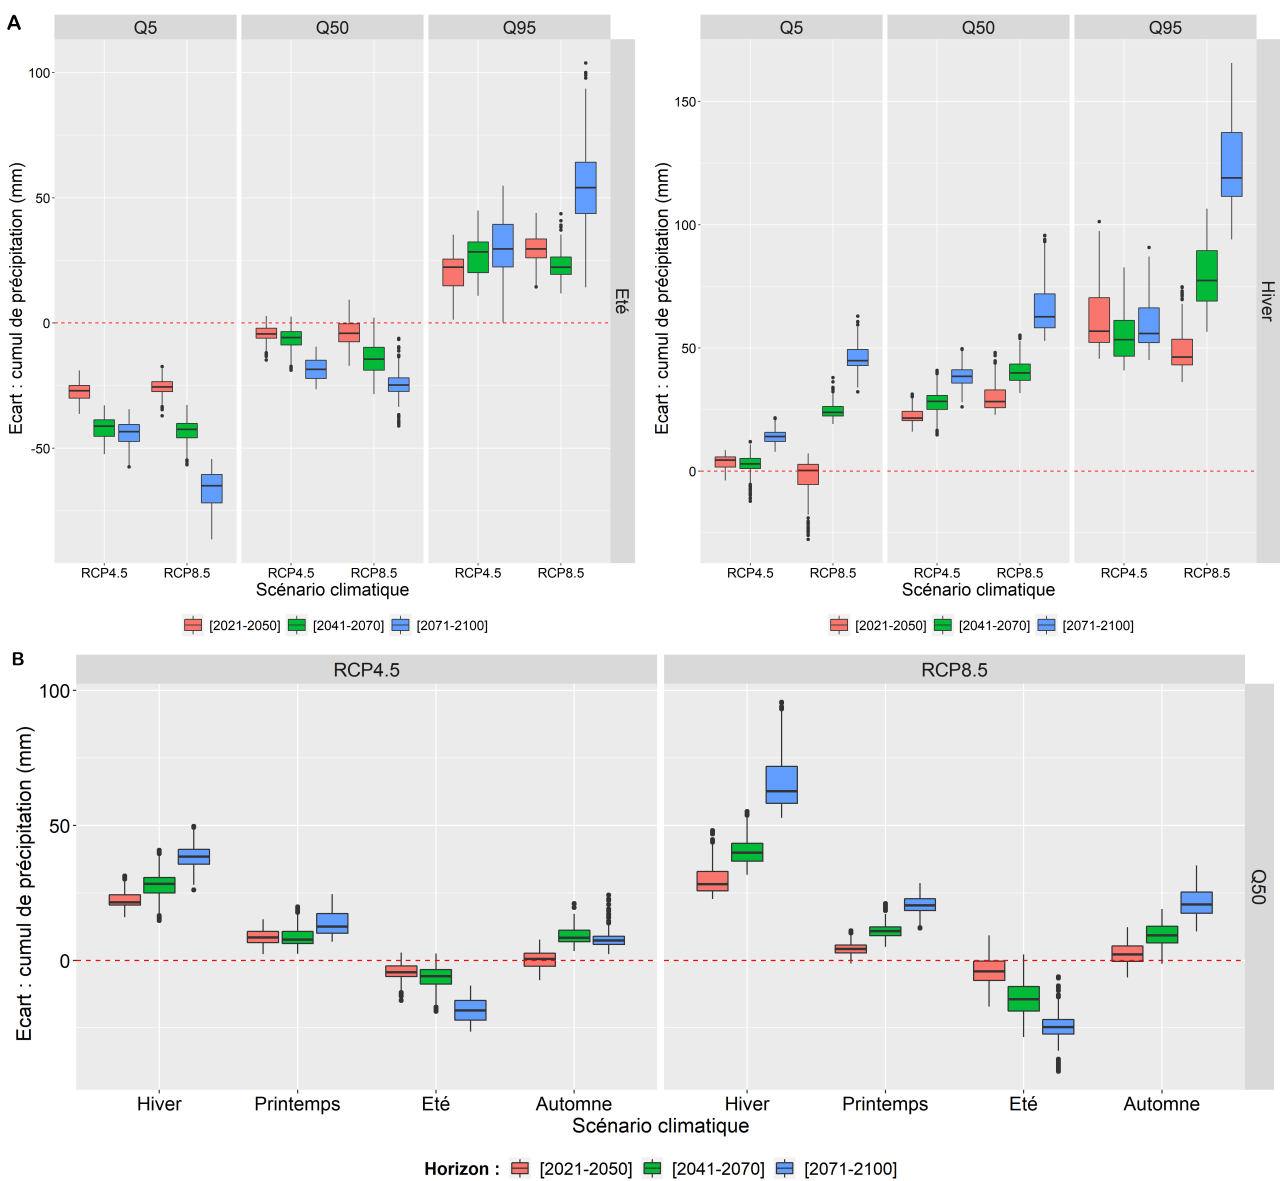 A
Q5 Q50 Q95
Ecart : cumul de précipitation (mm)
100
50
0
-50
Eté
RCP4.5 RCP8.5 RCP4.5 RCP8.5 RCP4.5 RCP8.5
Scénario climatique
[2021-2050] [2041-2070] [2071-2100]
Q5 Q50 Q95
Ecart : cumul de précipitation (mm)
150
100
50
0
Hiver
RCP4.5 RCP8.5 RCP4.5 RCP8.5 RCP4.5 RCP8.5
Scénario climatique
[2021-2050] [2041-2070] [2071-2100]
B
RCP4.5 RCP8.5
Ecart : cumul de précipitation (mm)
100
50
0
Q50
Hiver Printemps Eté Automne Hiver Printemps Eté Automne
Scénario climatique
Horizon : [2021-2050] [2041-2070] [2071-2100]